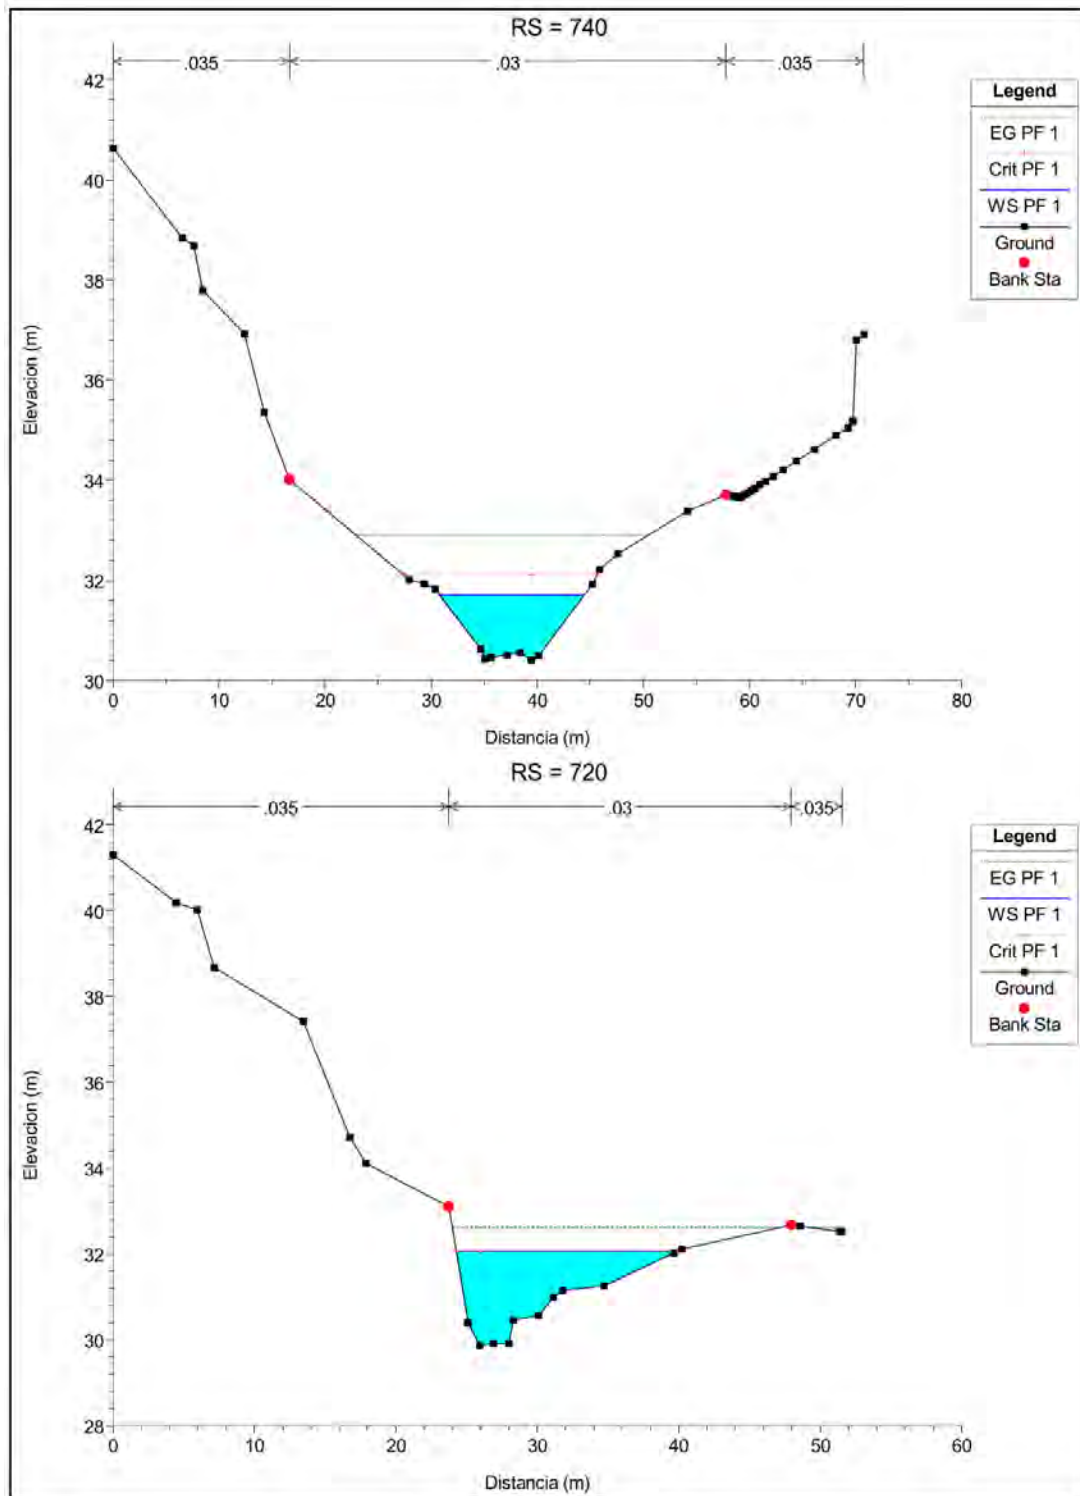 RS = 740
.035
.03
.035
42
40
38
36
34
32
30
0
10
20
30
40
50
60
70
80
Elevacion (m)
Distancia (m)
Legend
EG PF 1
Crit PF 1
WS PF 1
Ground
Bank Sta
RS = 720
.035
.03
.035
42
40
38
36
34
32
30
28
0
10
20
30
40
50
60
Elevacion (m)
Distancia (m)
Legend
EG PF 1
WS PF 1
Crit PF 1
Ground
Bank Sta